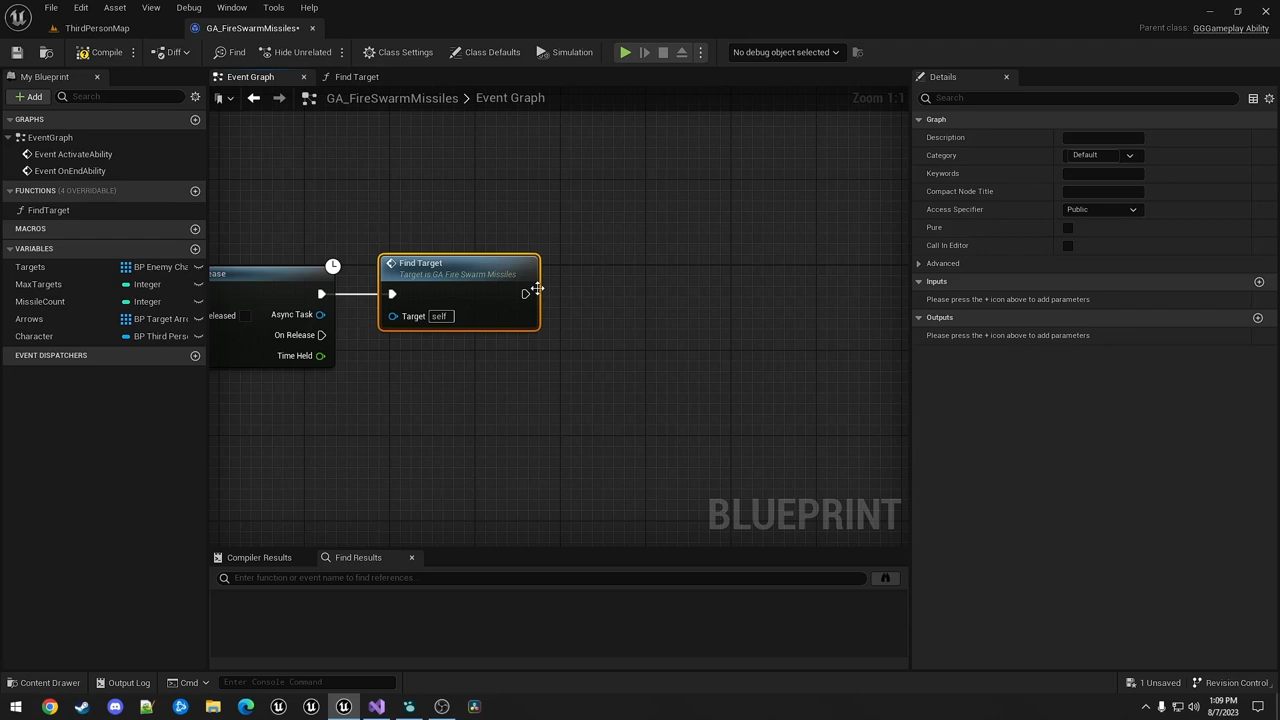 File Edit Asset View Debug Window Tools Help
ThirdPersonMap
GA_FireSwarmMissiles*
Parent class: GGGameplay Ability
Compile
Diff
Find
Hide Unrelated
Class Settings
Class Defaults
Simulation
No debug object selected
My Blueprint
Event Graph
Find Target
Details
Add
Search
GA_FireSwarmMissiles > Event Graph
Zoom 1:1
Search
GRAPHS
EventGraph
Event ActivateAbility
Event OnEndAbility
FUNCTIONS (4 OVERRIDABLE)
FindTarget
MACROS
VARIABLES
Targets BP Enemy Cha
MaxTargets Integer
MissileCount Integer
Arrows BP Target Arro
Character BP Third Perso
EVENT DISPATCHERS
ease
eleased
Async Task
On Release
Time Held
Find Target
Target is GA Fire Swarm Missiles
Target self
BLUEPRINT
Graph
Description
Category Default
Keywords
Compact Node Title
Access Specifier Public
Pure
Call In Editor
Advanced
Inputs
Please press the + icon above to add parameters
Outputs
Please press the + icon above to add parameters
Compiler Results
Find Results
Enter function or event name to find references...
Content Drawer
Output Log
Cmd
Enter Console Command
1 Unsaved
Revision Control
1:09 PM
8/7/2023